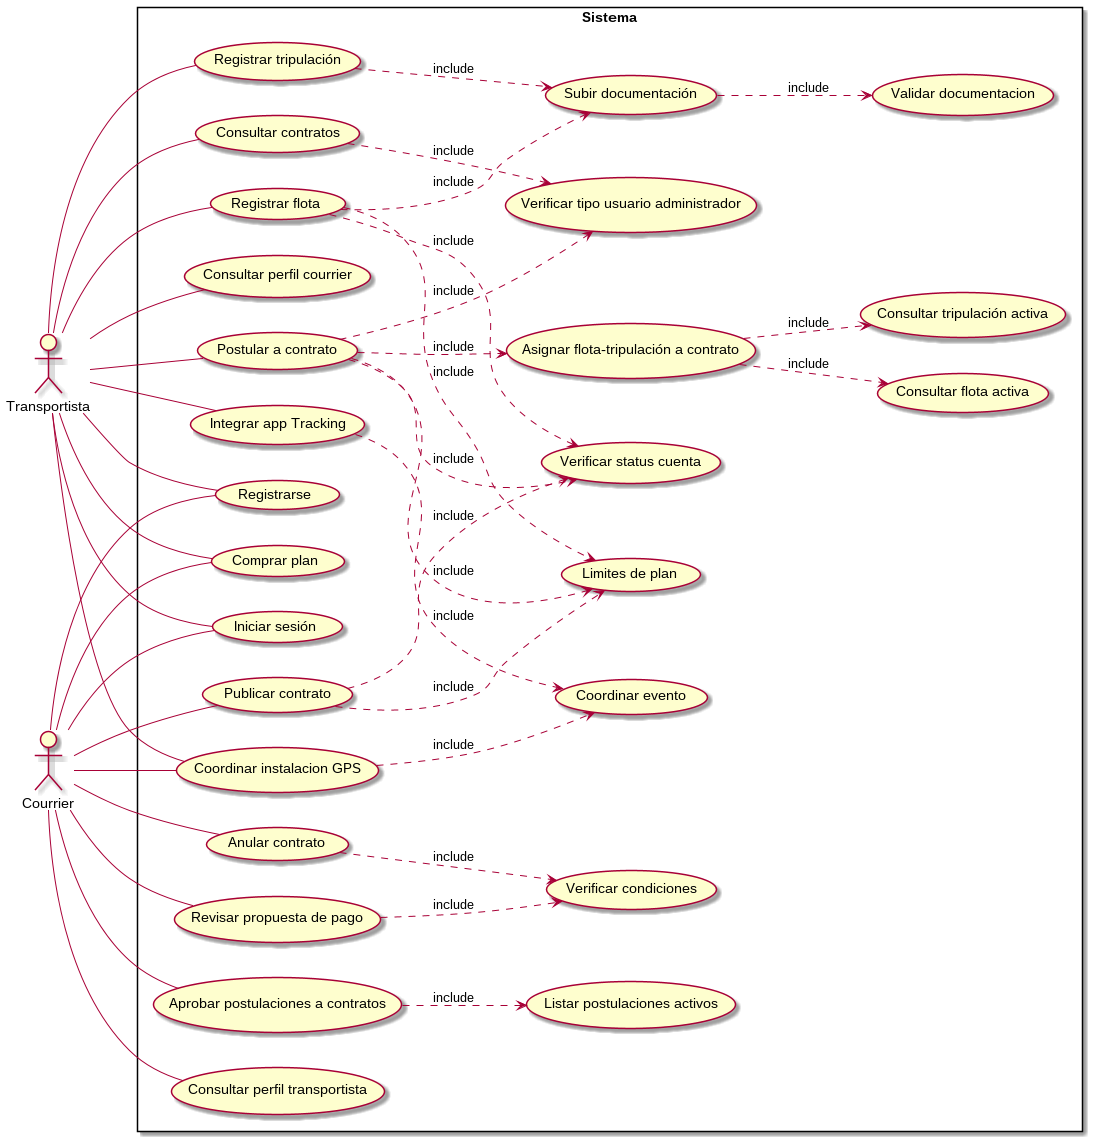 Sistema
Registrar tripulación
include
Subir documentación
include
Validar documentacion
Consultar contratos
include
include
Registrar flota
Verificar tipo usuario administrador
include
Consultar perfil courrier
include
Consultar tripulación activa
include
Postular a contrato
include
Asignar flota-tripulación a contrato
include
include
Consultar flota activa
Transportista
Integrar app Tracking
include
Verificar status cuenta
Registrarse
include
Comprar plan
include
Limites de plan
include
Iniciar sesión
Publicar contrato
include
Coordinar evento
include
Coordinar instalacion GPS
Courrier
Anular contrato
include
Verificar condiciones
include
Revisar propuesta de pago
Aprobar postulaciones a contratos
include
Listar postulaciones activos
Consultar perfil transportista